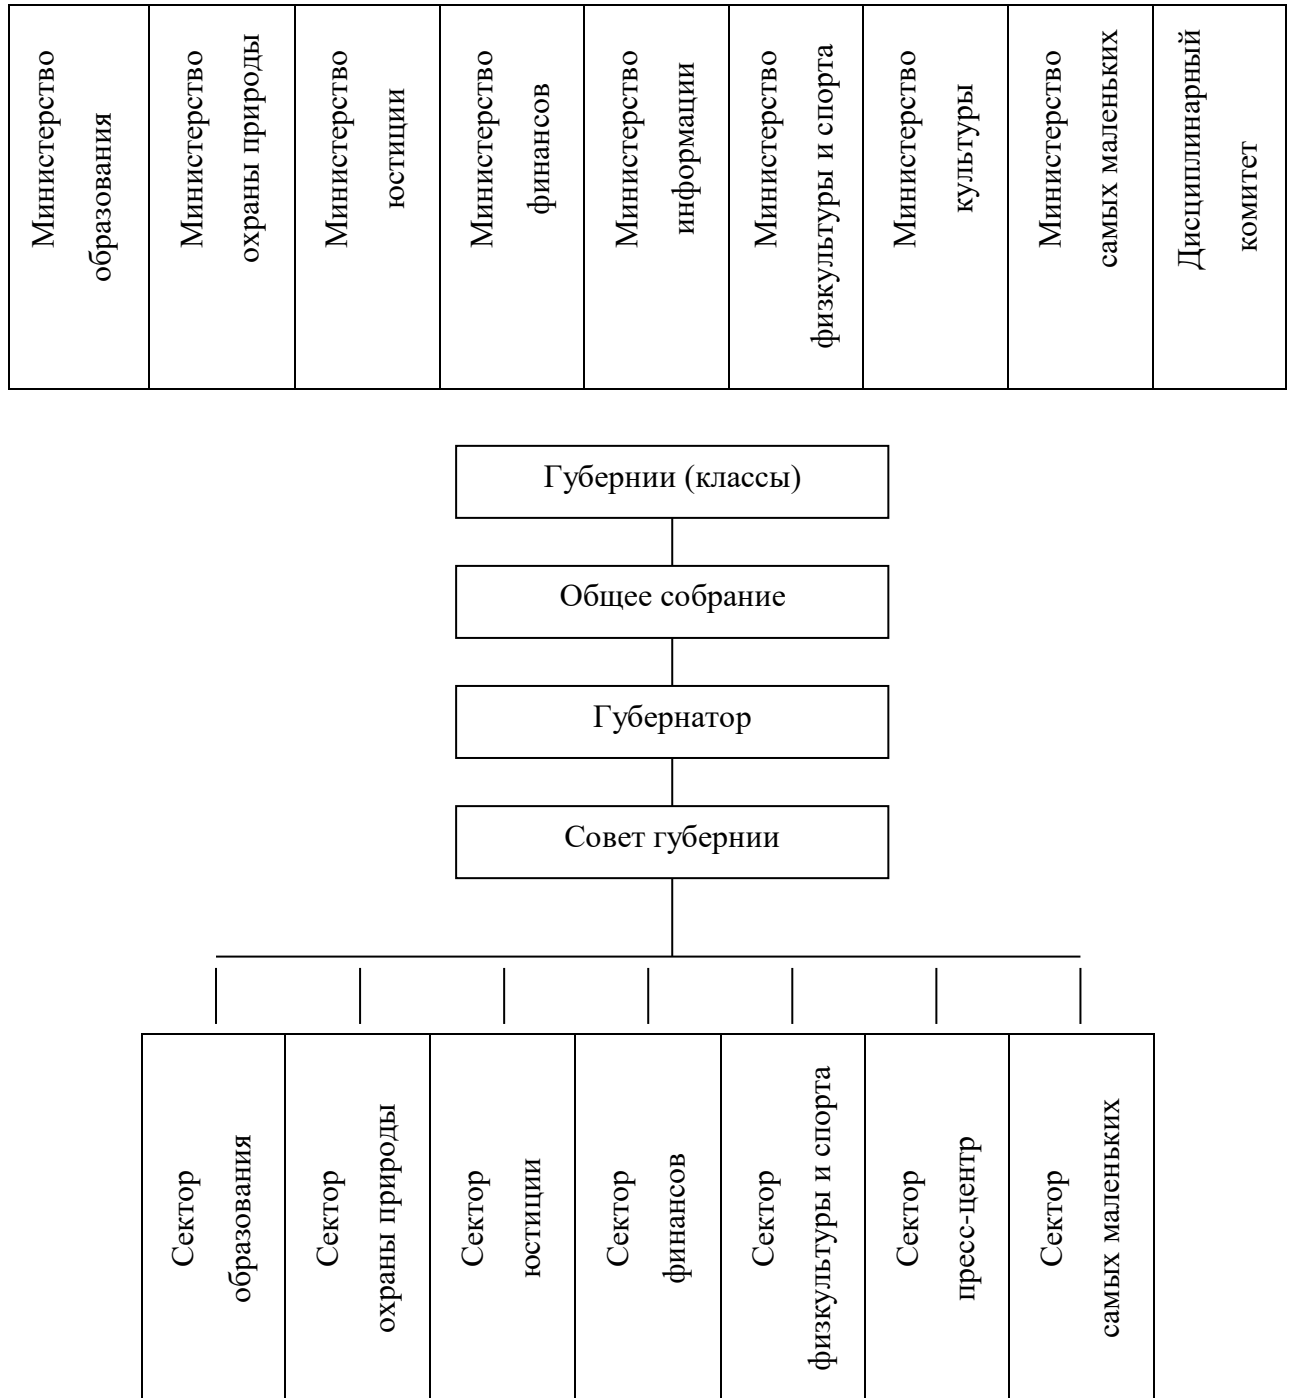 Министерство
образования
Министерство
охраны природы
Министерство
юстиции
Министерство
финансов
Министерство
информации
Министерство
физкультуры и спорта
Министерство
культуры
Министерство
самых маленьких
Дисциплинарный
комитет
Губернии (классы)
Общее собрание
Губернатор
Совет губернии
Сектор
образования
Сектор
охраны природы
Сектор
юстиции
Сектор
финансов
Сектор
физкультуры и спорта
Сектор
пресс-центр
Сектор
самых маленьких